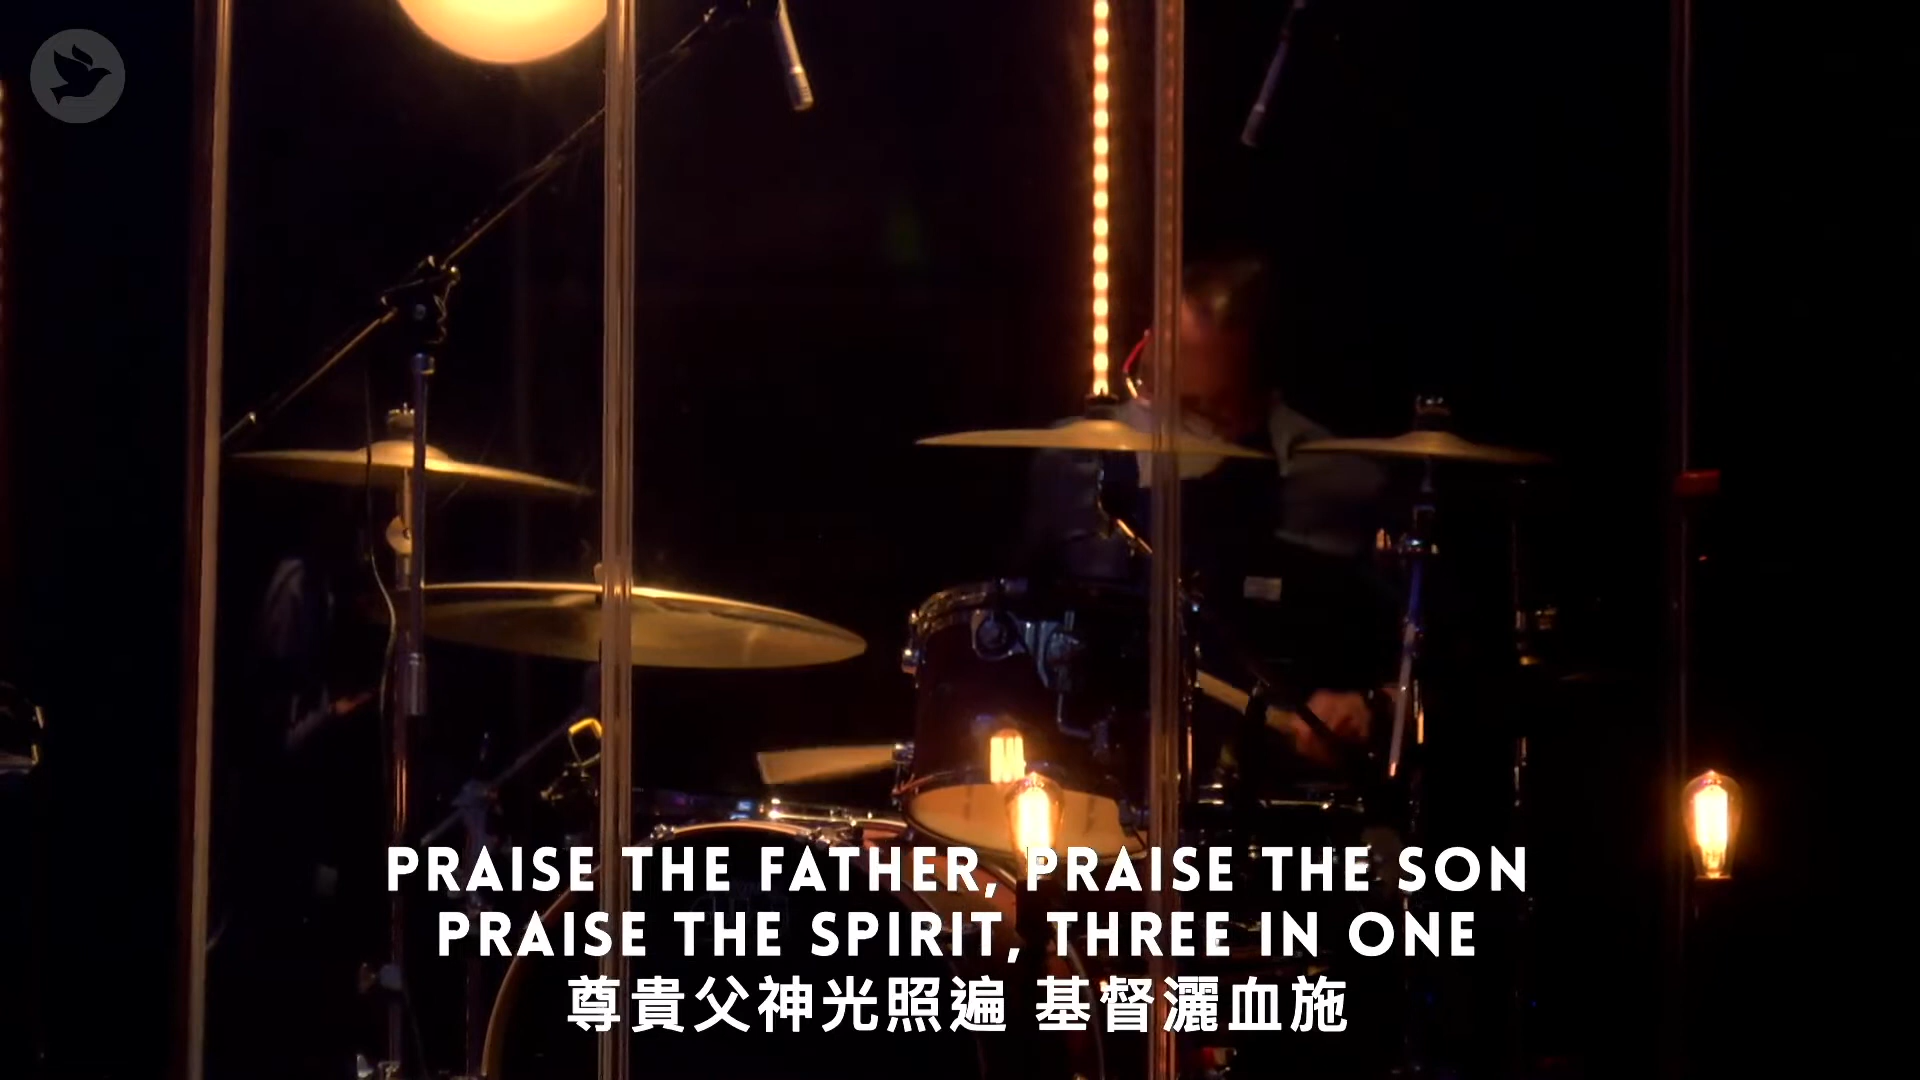 PRAISE THE FATHER, PRAISE THE SON
PRAISE THE SPIRIT, THREE IN ONE
尊貴父神光照遍 基督灑血施